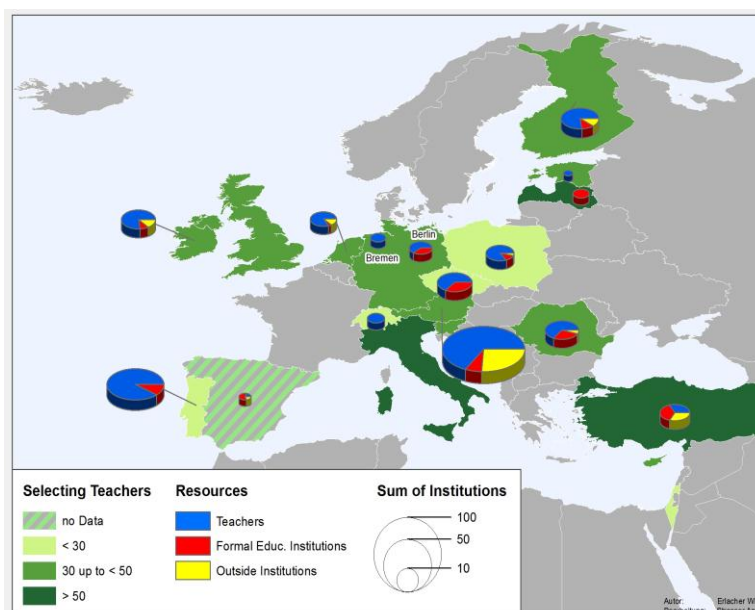 Berlin
Bremen
Selecting Teachers
no Data
< 30
30 up to < 50
> 50
Resources
Teachers
Formal Educ. Institutions
Outside Institutions
Sum of Institutions
100
50
10
Autor: Erlacher W